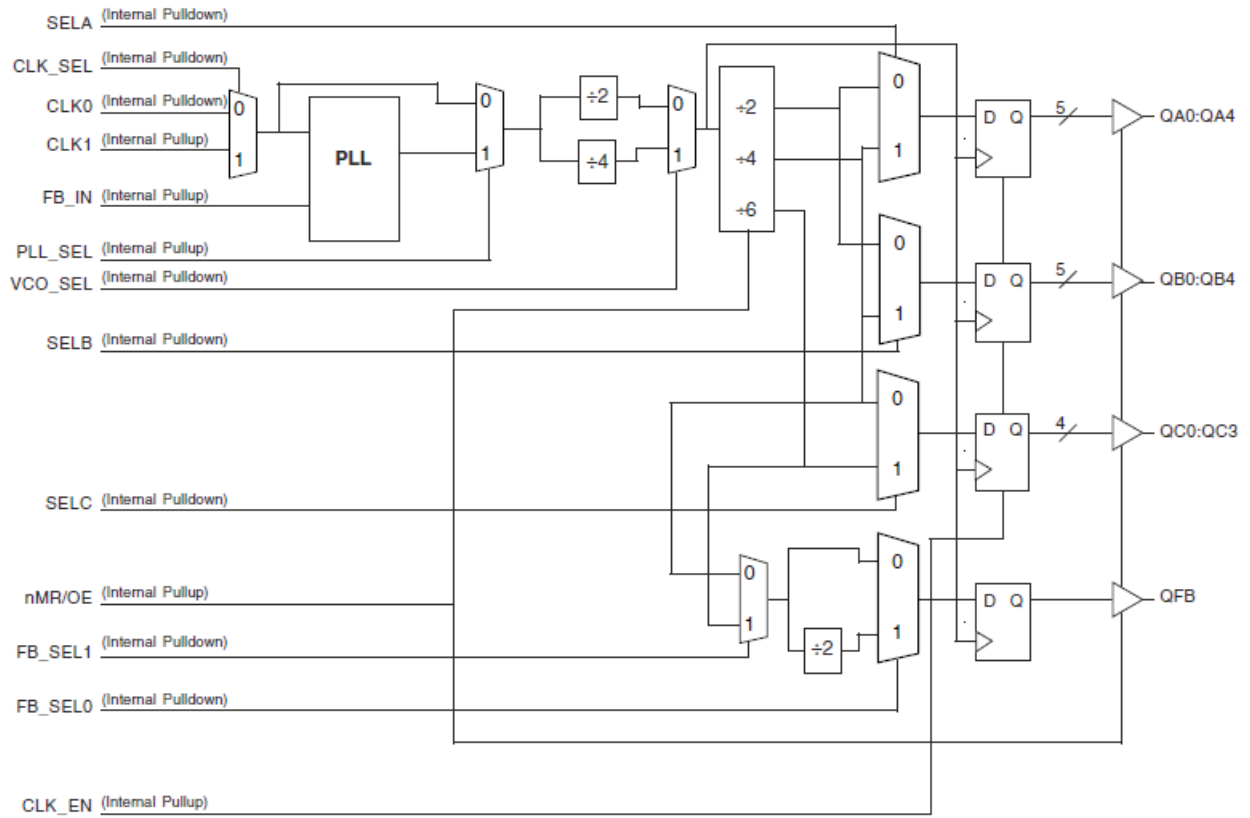 SELA (Internal Pulldown)
CLK_SEL (Internal Pulldown)
CLK0 (Internal Pulldown)
CLK1 (Internal Pullup)
FB_IN (Internal Pullup)
PLL_SEL (Internal Pullup)
VCO_SEL (Internal Pulldown)
SELB (Internal Pulldown)
SELC (Internal Pulldown)
nMR/OE (Internal Pullup)
FB_SEL1 (Internal Pulldown)
FB_SEL0 (Internal Pulldown)
CLK_EN (Internal Pullup)
0
1
PLL
0
1
÷2
÷4
0
1
÷2
÷4
÷6
0
1
D Q
5
QA0:QA4
0
1
D Q
5
QB0:QB4
0
1
D Q
4
QC0:QC3
0
1
÷2
0
1
D Q
QFB